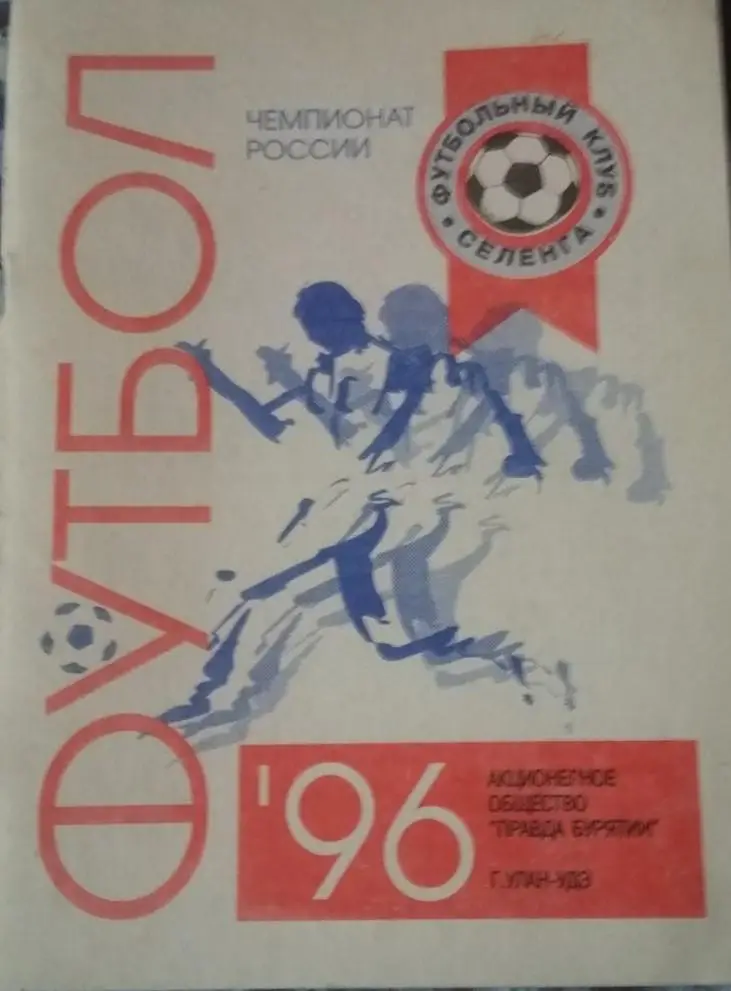 ФУТБОЛ
ЧЕМПИОНАТ
РОССИИ
ФУТБОЛЬНЫЙ КЛУБ
• СЕЛЕНГА •
'96
АКЦИОНЕРНОЕ
ОБЩЕСТВО
"ПРАВДА БУРЯТИИ"
Г. УЛАН-УДЭ